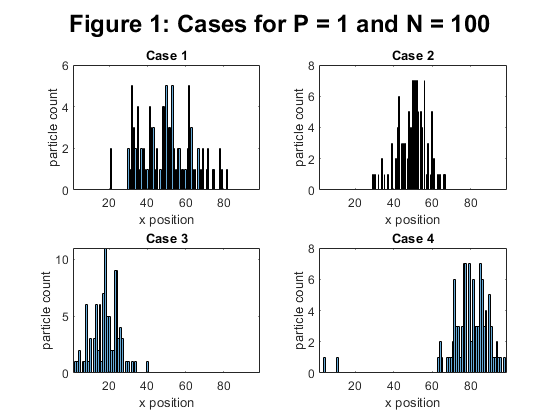 Figure 1: Cases for P = 1 and N = 100
Case 1
6
4
2
0
particle count
20 40 60 80
x position
Case 2
8
6
4
2
0
particle count
20 40 60 80
x position
Case 3
10
5
0
particle count
20 40 60 80
x position
Case 4
8
6
4
2
0
particle count
20 40 60 80
x position